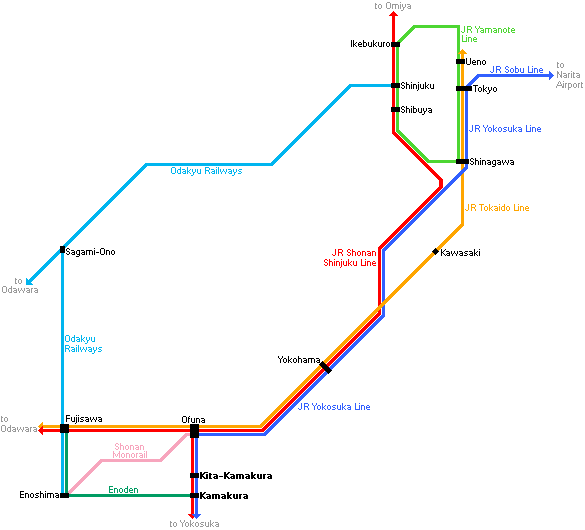 to Omiya
JR Yamanote
Line
Ikebukuro
Ueno
JR Sobu Line
to
Narita
Airport
Shinjuku
Tokyo
Shibuya
JR Yokosuka Line
Shinagawa
Odakyu Railways
JR Tokaido Line
Sagami-Ono
JR Shonan
Shinjuku Line
Kawasaki
to
Odawara
Odakyu
Railways
Yokohama
JR Yokosuka Line
to
Odawara
Fujisawa
Ofuna
Shonan
Monorail
Kita-Kamakura
Enoshima
Enoden
Kamakura
to Yokosuka